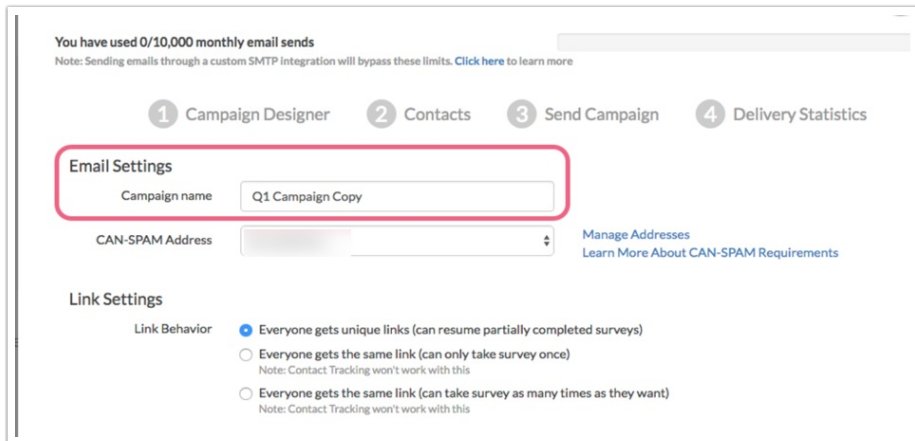 You have used 0/10,000 monthly email sends
Note: Sending emails through a custom SMTP integration will bypass these limits. Click here to learn more
1 Campaign Designer 2 Contacts 3 Send Campaign 4 Delivery Statistics
Email Settings
Campaign name Q1 Campaign Copy
CAN-SPAM Address Manage Addresses
Learn More About CAN-SPAM Requirements
Link Settings
Link Behavior Everyone gets unique links (can resume partially completed surveys)
Everyone gets the same link (can only take survey once)
Note: Contact Tracking won't work with this
Everyone gets the same link (can take survey as many times as they want)
Note: Contact Tracking won't work with this